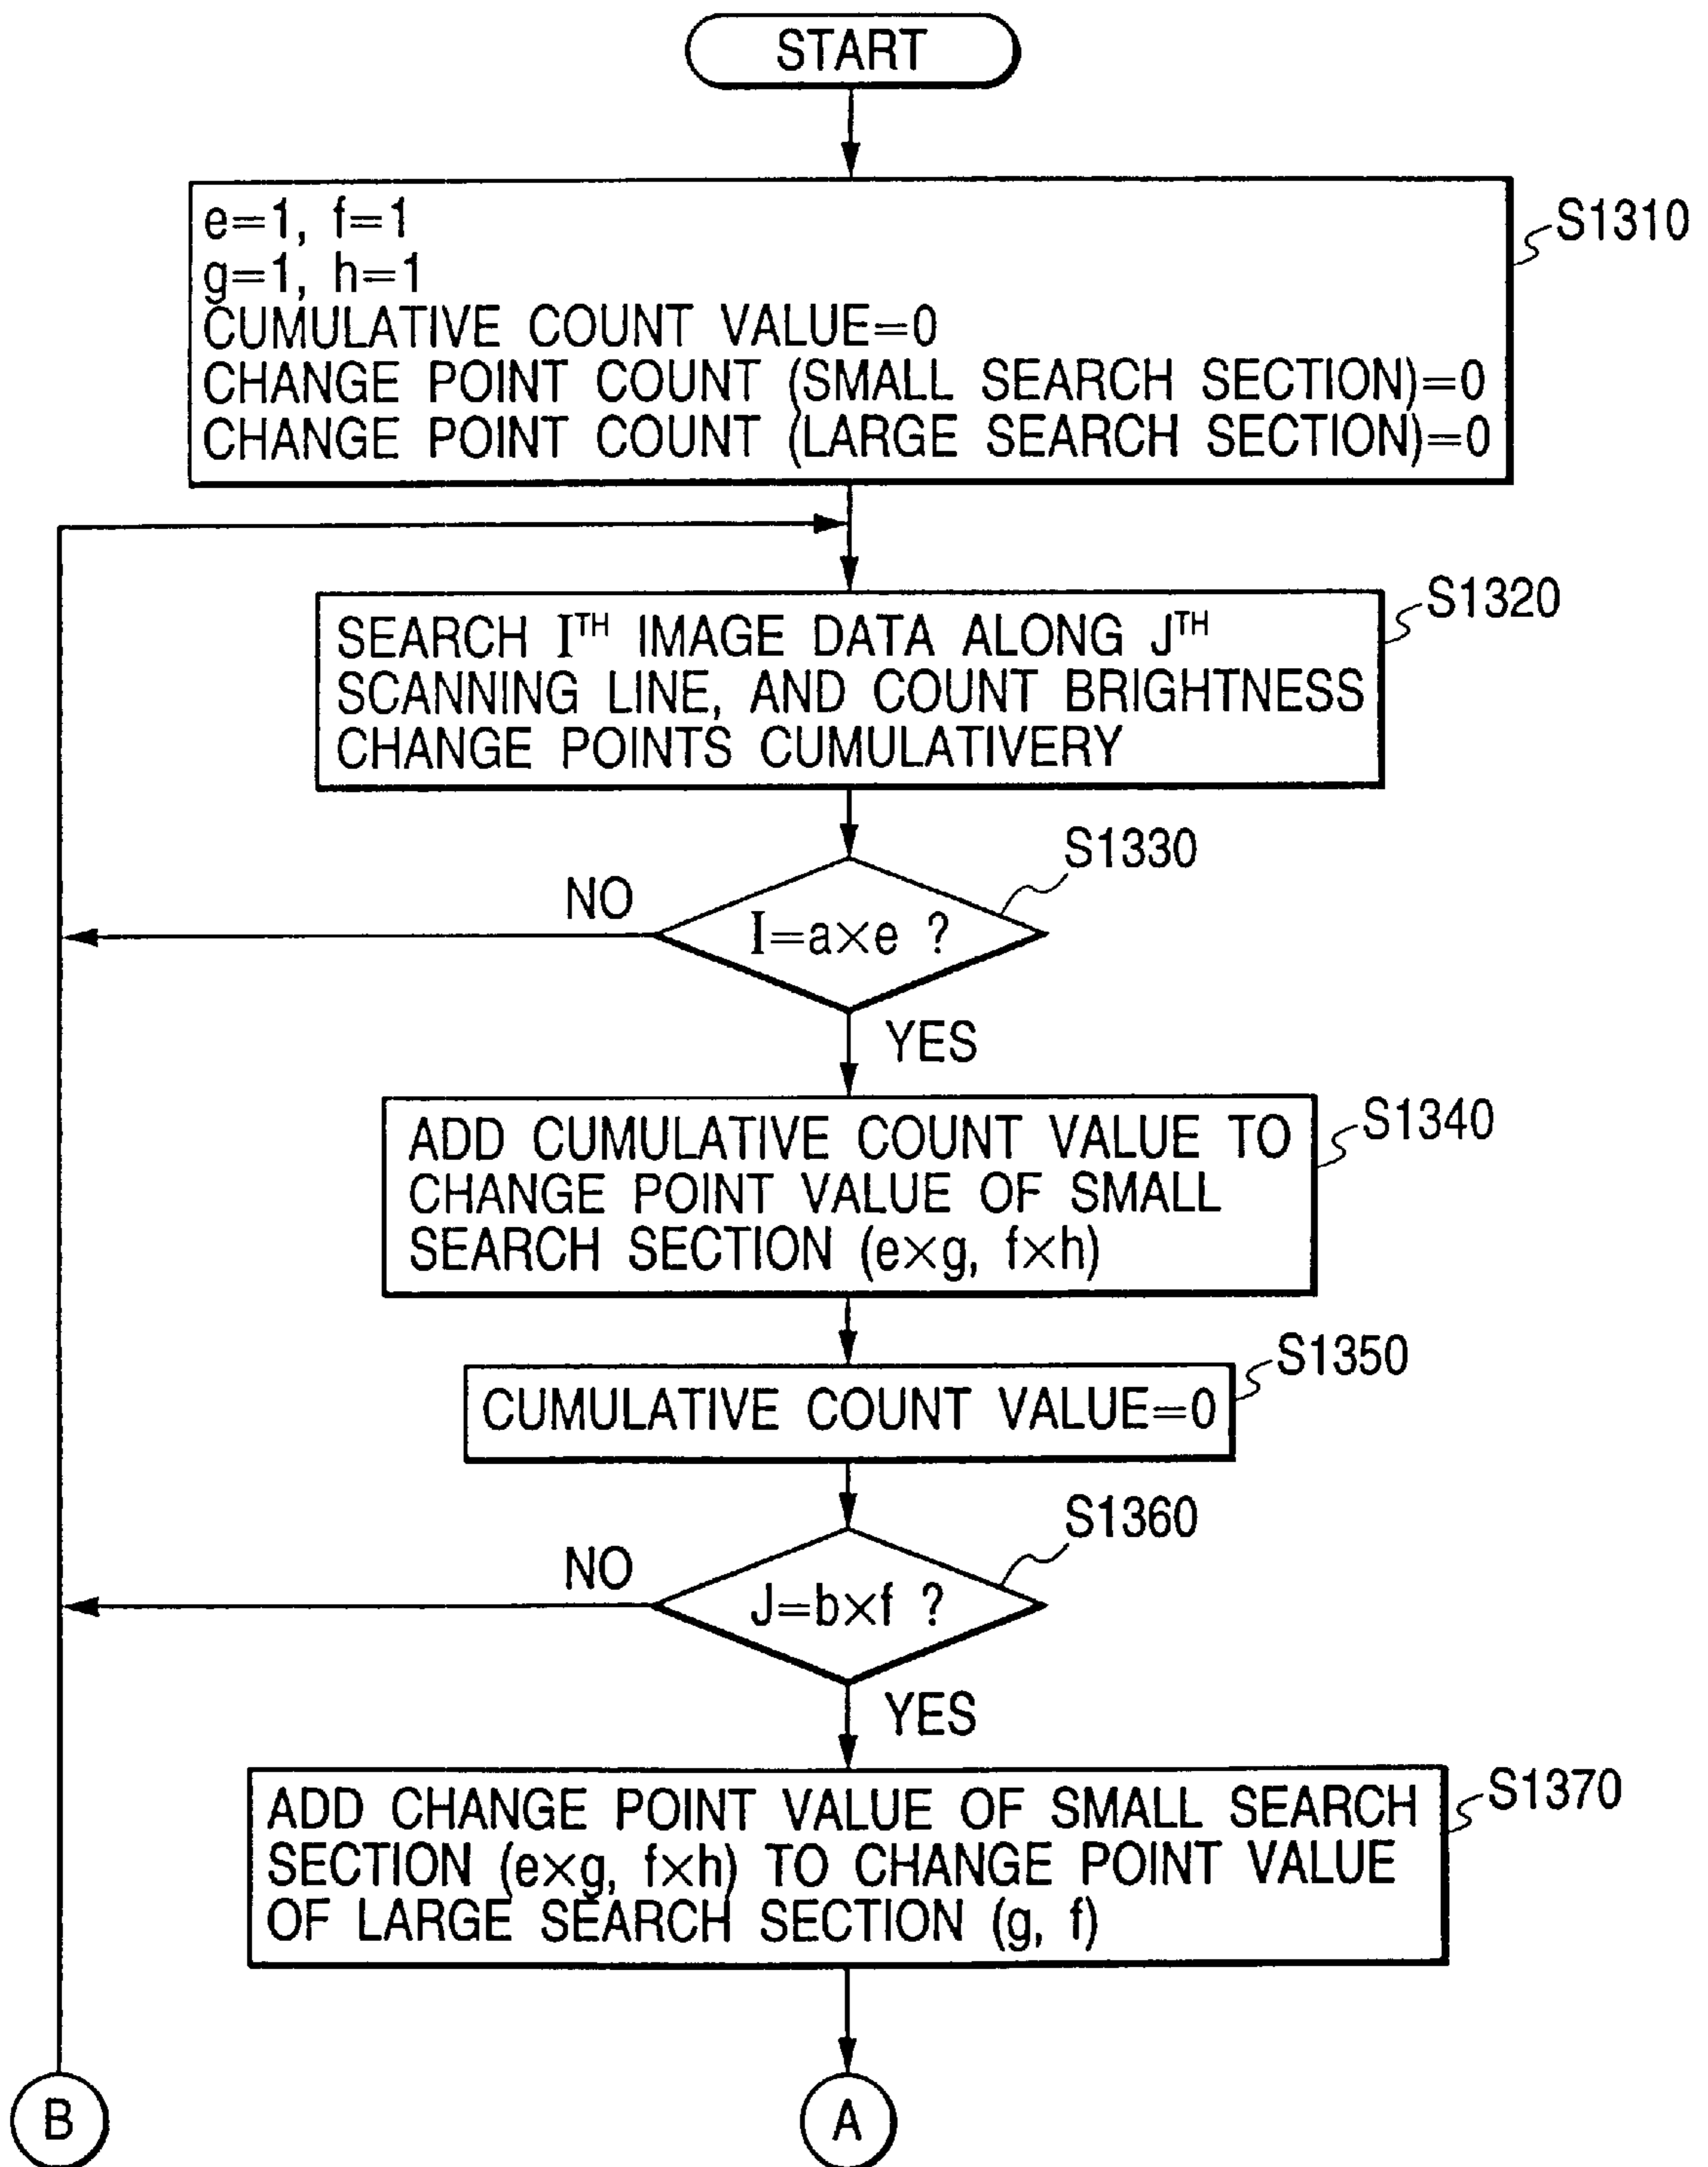 START
e=1, f=1
g=1, h=1
CUMULATIVE COUNT VALUE=0
CHANGE POINT COUNT (SMALL SEARCH SECTION)=0
CHANGE POINT COUNT (LARGE SEARCH SECTION)=0
S1310
SEARCH Iᵀᴴ IMAGE DATA ALONG Jᵀᴴ
SCANNING LINE, AND COUNT BRIGHTNESS
CHANGE POINTS CUMULATIVERY
S1320
I=a×e ?
S1330
NO
YES
ADD CUMULATIVE COUNT VALUE TO
CHANGE POINT VALUE OF SMALL
SEARCH SECTION (e×g, f×h)
S1340
CUMULATIVE COUNT VALUE=0
S1350
J=b×f ?
S1360
NO
YES
ADD CHANGE POINT VALUE OF SMALL SEARCH
SECTION (e×g, f×h) TO CHANGE POINT VALUE
OF LARGE SEARCH SECTION (g, f)
S1370
B
A